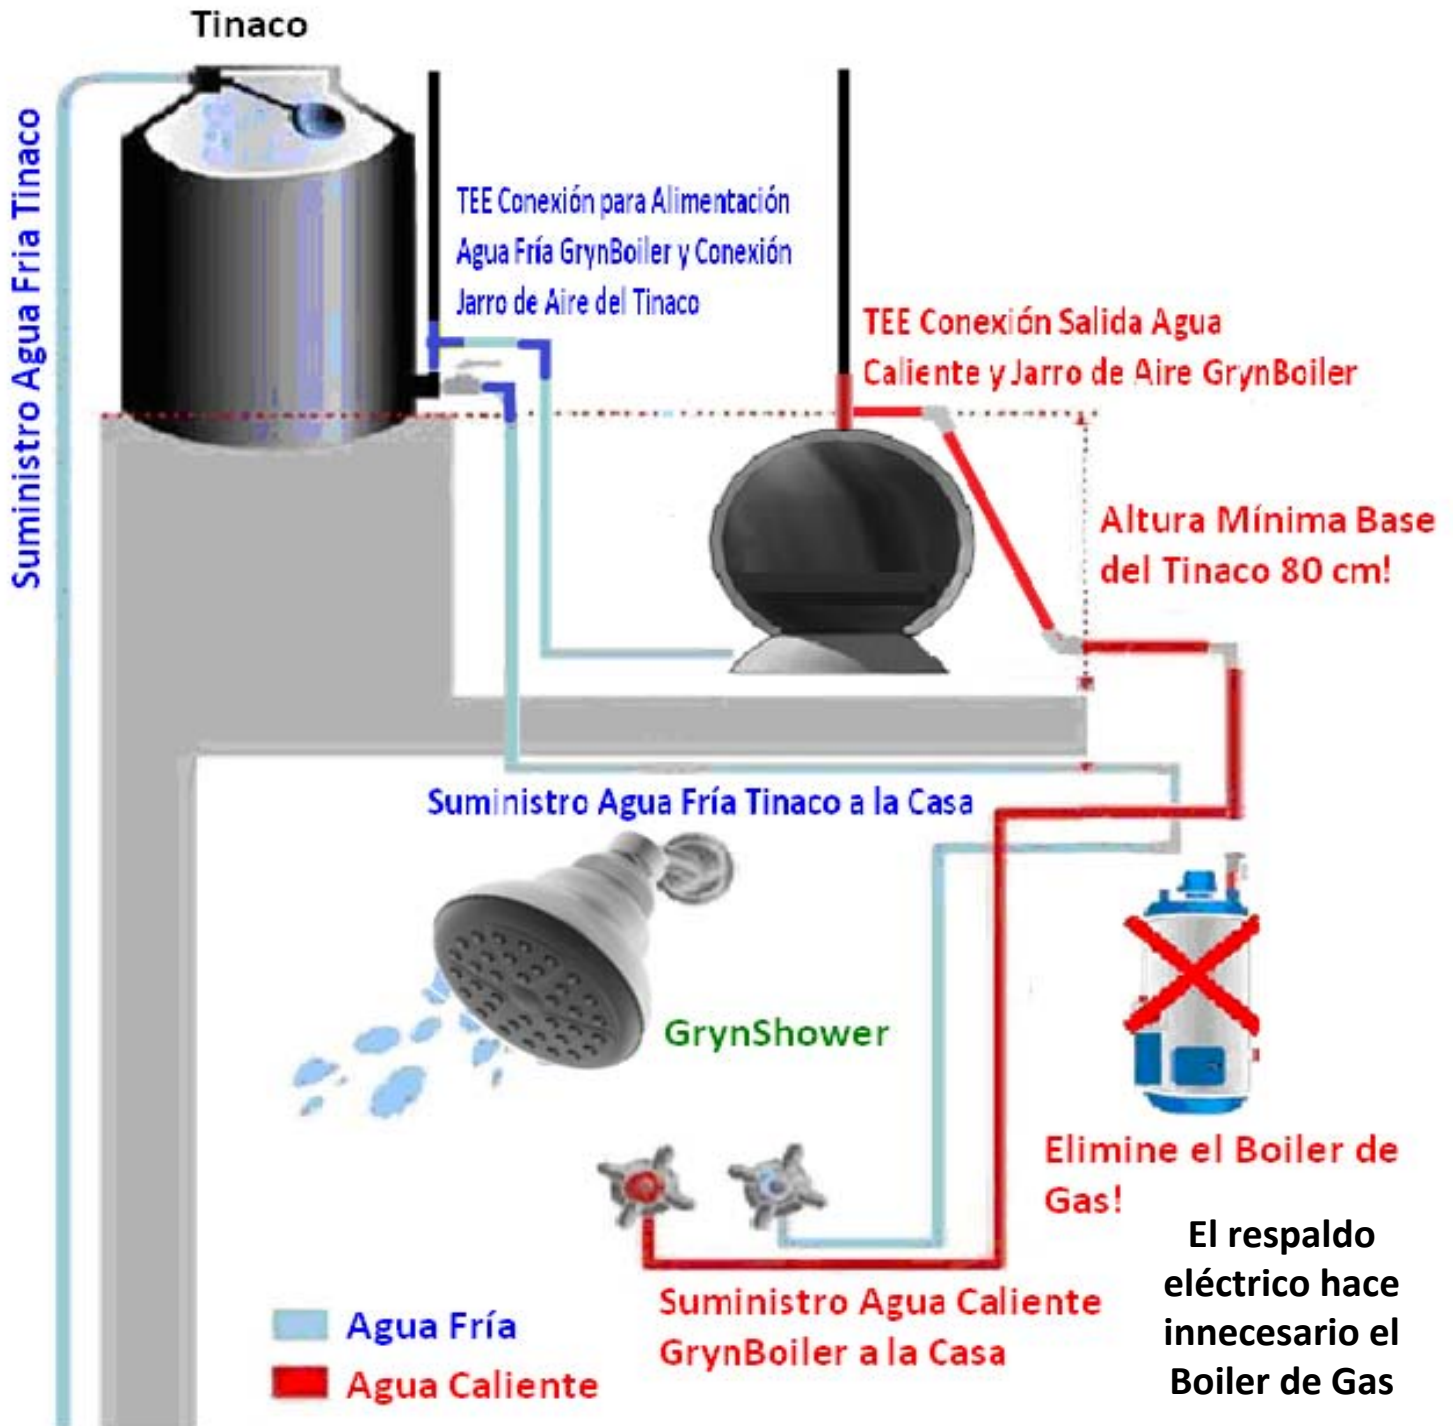 Tinaco
Suministro Agua Fria Tinaco
TEE Conexión para Alimentación
Agua Fría GrynBoiler y Conexión
Jarro de Aire del Tinaco
TEE Conexión Salida Agua
Caliente y Jarro de Aire GrynBoiler
Altura Mínima Base
del Tinaco 80 cm!
Suministro Agua Fría Tinaco a la Casa
GrynShower
Elimine el Boiler de
Gas!
El respaldo
eléctrico hace
innecesario el
Boiler de Gas
Suministro Agua Caliente
GrynBoiler a la Casa
Agua Fría
Agua Caliente